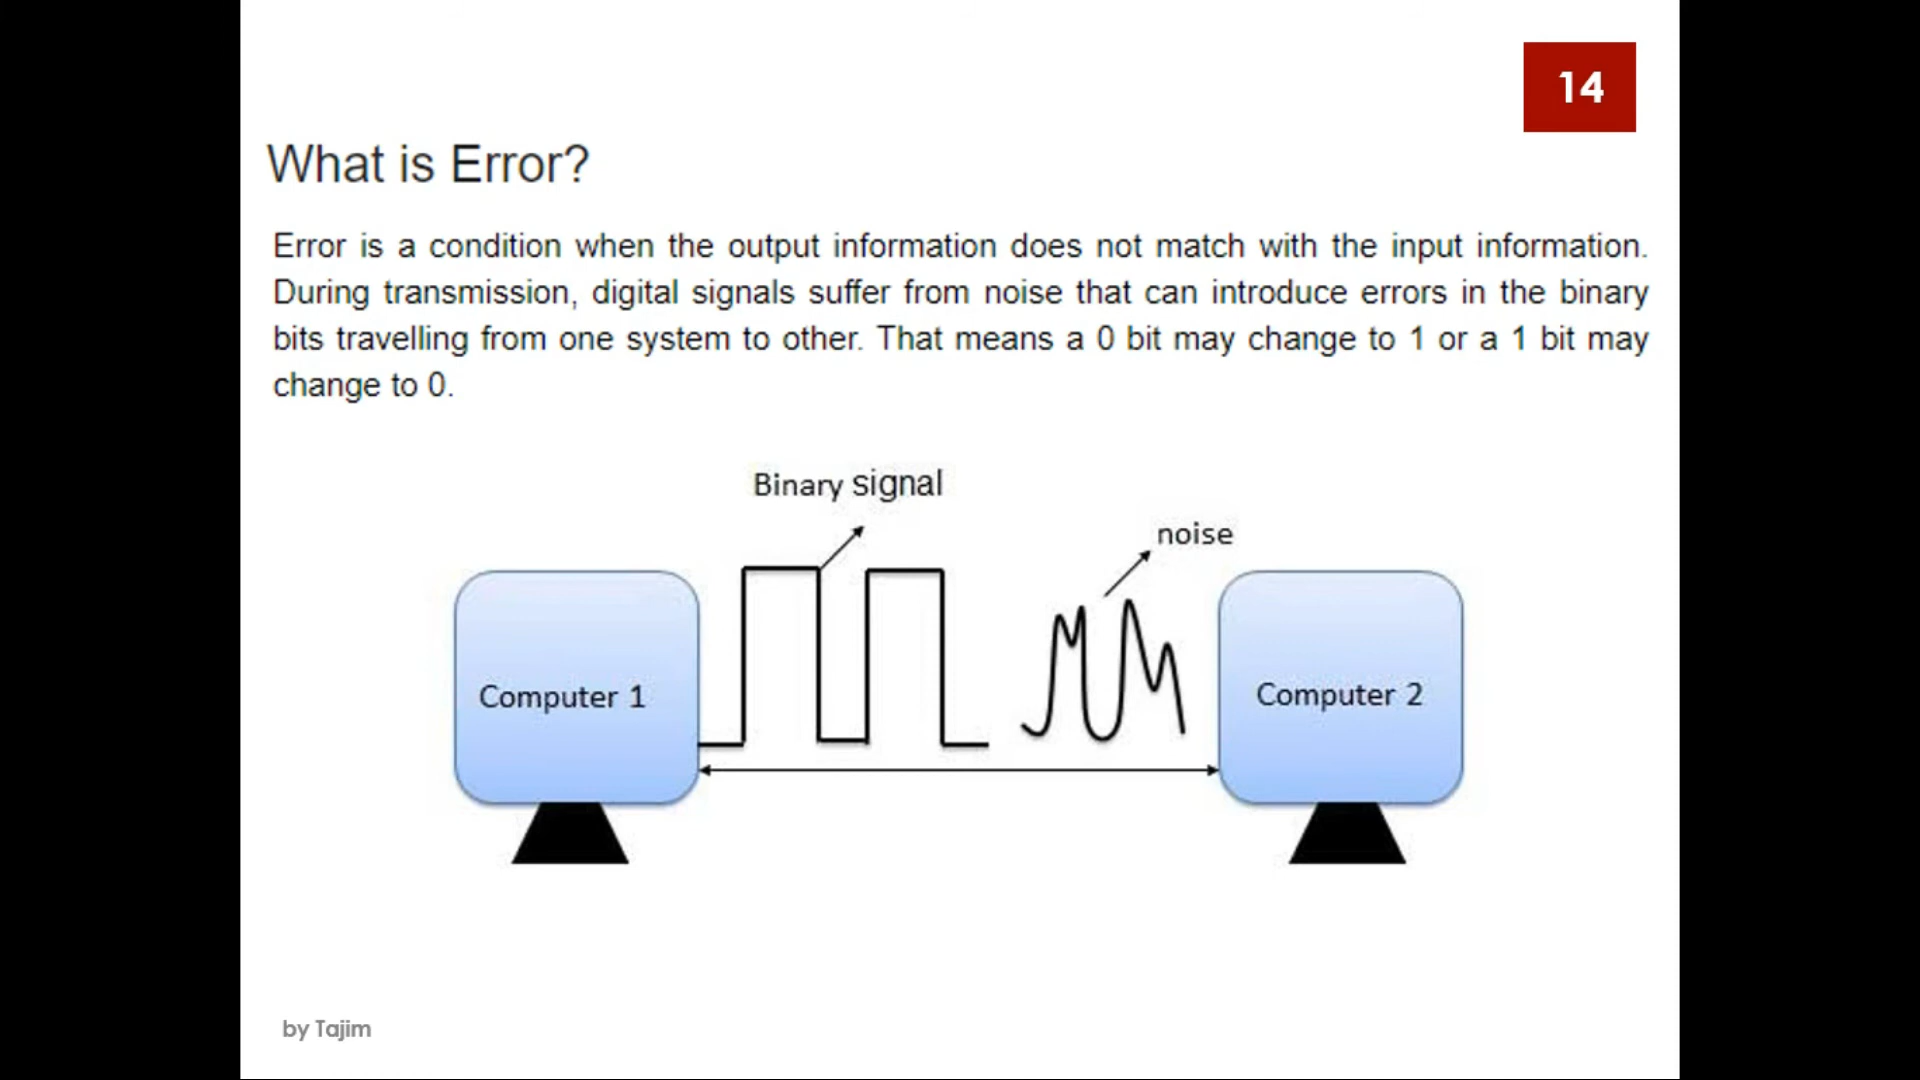 14
What is Error?
Error is a condition when the output information does not match with the input information.
During transmission, digital signals suffer from noise that can introduce errors in the binary
bits travelling from one system to other. That means a 0 bit may change to 1 or a 1 bit may
change to 0.
Binary signal
noise
Computer 1
Computer 2
by Tajim